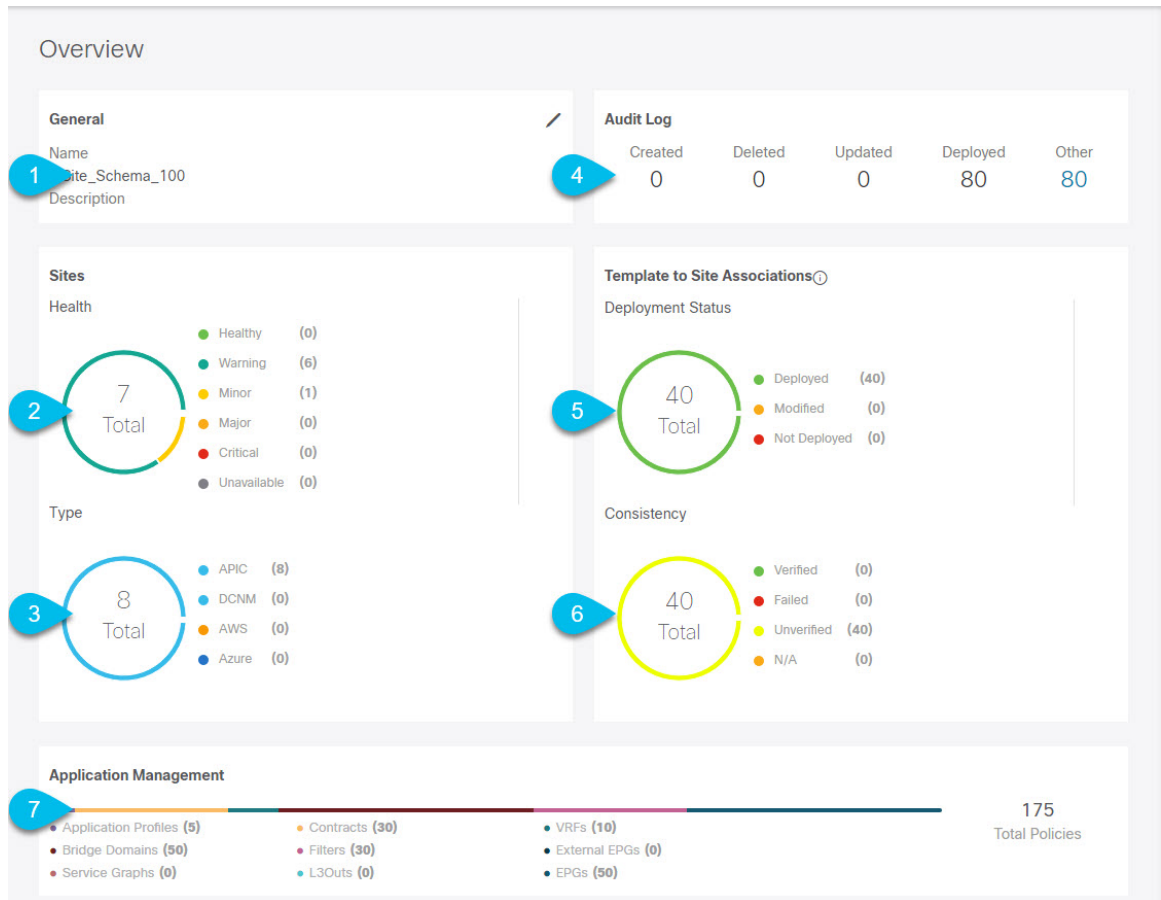 Overview
General
Name
ite_Schema_100
Description
1
Audit Log
Created Deleted Updated Deployed Other
4 0 0 0 80 80
Sites
Health
2
7
Total
Healthy (0)
Warning (6)
Minor (1)
Major (0)
Critical (0)
Unavailable (0)
Type
3
8
Total
APIC (8)
DCNM (0)
AWS (0)
Azure (0)
Template to Site Associations
Deployment Status
5
40
Total
Deployed (40)
Modified (0)
Not Deployed (0)
Consistency
6
40
Total
Verified (0)
Failed (0)
Unverified (40)
N/A (0)
Application Management
7
Application Profiles (5) Contracts (30) VRFs (10)
Bridge Domains (50) Filters (30) External EPGs (0)
Service Graphs (0) L3Outs (0) EPGs (50)
175
Total Policies